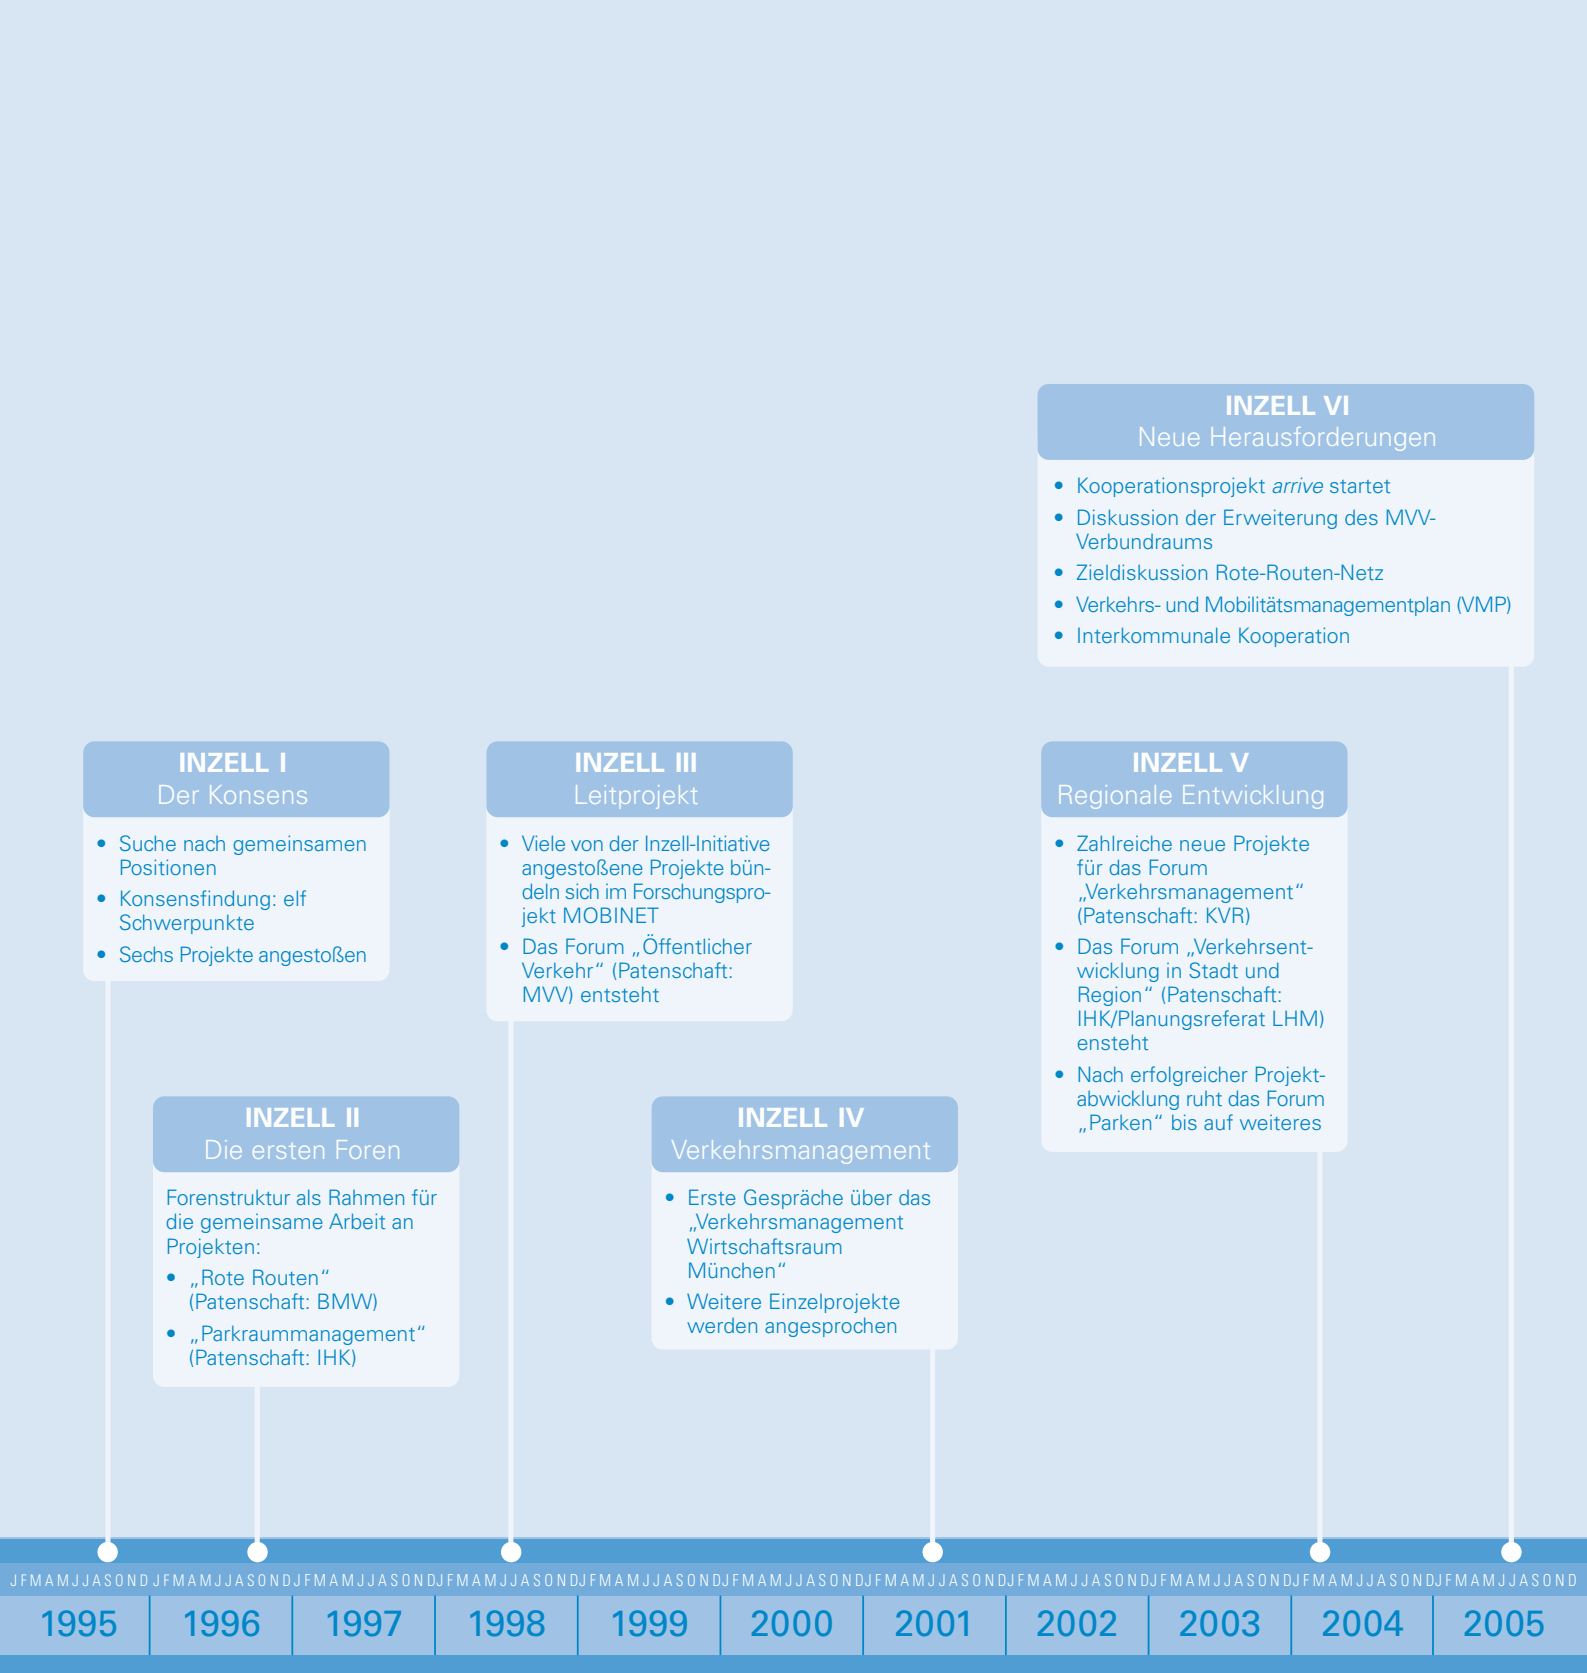 INZELL VI
Neue Herausforderungen
• Kooperationsprojekt arrive startet
• Diskussion der Erweiterung des MVV-
Verbundraums
• Zieldiskussion Rote-Routen-Netz
• Verkehrs- und Mobilitätsmanagementplan (VMP)
• Interkommunale Kooperation
INZELL I
Der Konsens
• Suche nach gemeinsamen
Positionen
• Konsensfindung: elf
Schwerpunkte
• Sechs Projekte angestoßen
INZELL III
Leitprojekt
• Viele von der Inzell-Initiative
angestoßene Projekte bün-
deln sich im Forschungspro-
jekt MOBINET
• Das Forum „Öffentlicher
Verkehr“ (Patenschaft:
MVV) entsteht
INZELL V
Regionale Entwicklung
• Zahlreiche neue Projekte
für das Forum
„Verkehrsmanagement“
(Patenschaft: KVR)
• Das Forum „Verkehrsent-
wicklung in Stadt und
Region“ (Patenschaft:
IHK/Planungsreferat LHM)
ensteht
• Nach erfolgreicher Projekt-
abwicklung ruht das Forum
„Parken“ bis auf weiteres
INZELL II
Die ersten Foren
Forenstruktur als Rahmen für
die gemeinsame Arbeit an
Projekten:
• „Rote Routen“
(Patenschaft: BMW)
• „Parkraummanagement“
(Patenschaft: IHK)
INZELL IV
Verkehrsmanagement
• Erste Gespräche über das
„Verkehrsmanagement
Wirtschaftsraum
München“
• Weitere Einzelprojekte
werden angesprochen
J F M A M J J A S O N D J F M A M J J A S O N D J F M A M J J A S O N D J F M A M J J A S O N D J F M A M J J A S O N D J F M A M J J A S O N D J F M A M J J A S O N D J F M A M J J A S O N D J F M A M J J A S O N D J F M A M J J A S O N D J F M A M J J A S O N D
1995 1996 1997 1998 1999 2000 2001 2002 2003 2004 2005